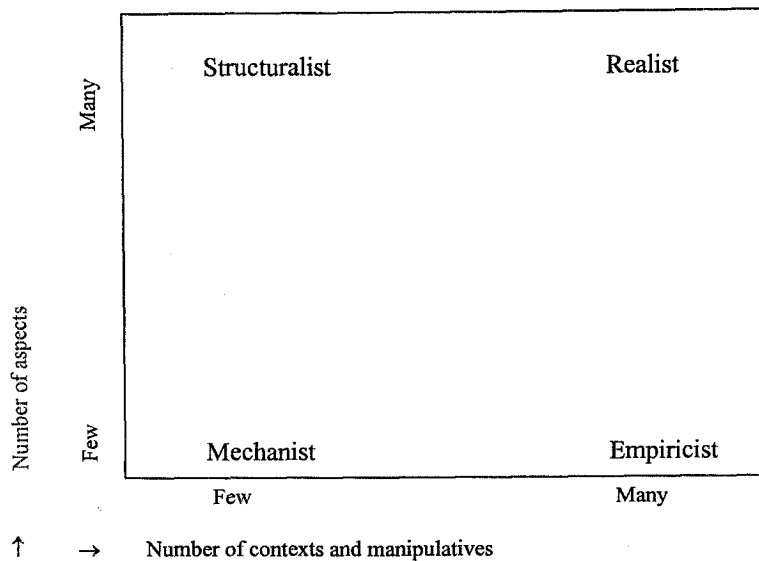 Structuralist Realist
Many
Number of aspects
Few
Mechanist Empiricist
Few Many
↑ → Number of contexts and manipulatives